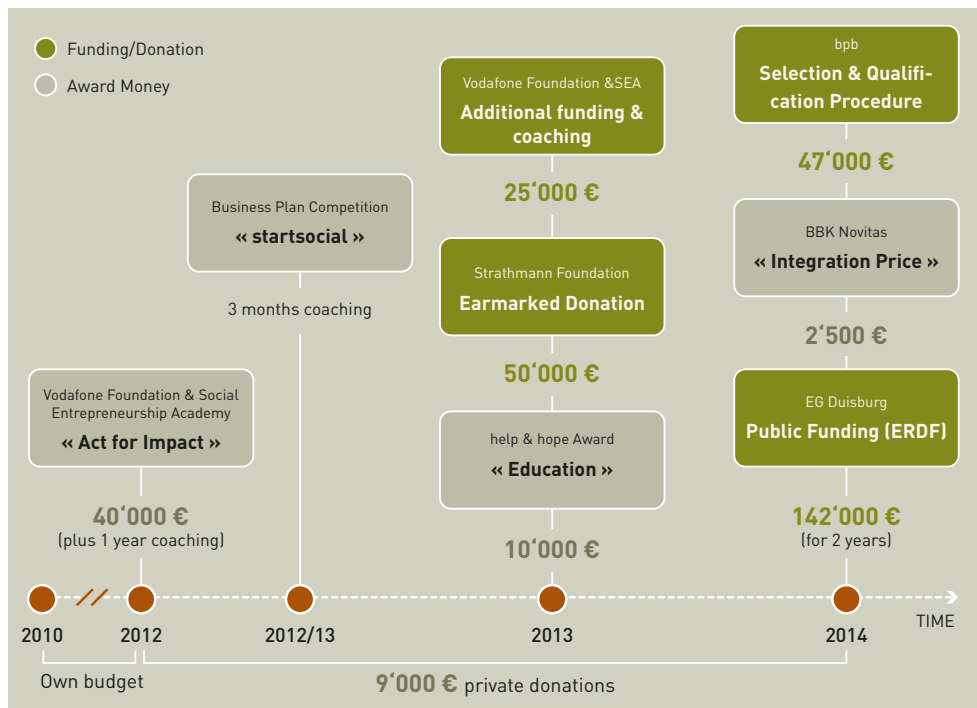 Funding/Donation
Award Money
Vodafone Foundation & Social
Entrepreneurship Academy
« Act for Impact »
40‘000 €
(plus 1 year coaching)
Business Plan Competition
« startsocial »
3 months coaching
Vodafone Foundation &SEA
Additional funding &
coaching
25‘000 €
Strathmann Foundation
Earmarked Donation
50‘000 €
help & hope Award
« Education »
10‘000 €
bpb
Selection & Qualifi-
cation Procedure
47‘000 €
BBK Novitas
« Integration Price »
2‘500 €
EG Duisburg
Public Funding (ERDF)
142‘000 €
(for 2 years)
TIME
2010
2012
2012/13
2013
2014
Own budget
9‘000 € private donations